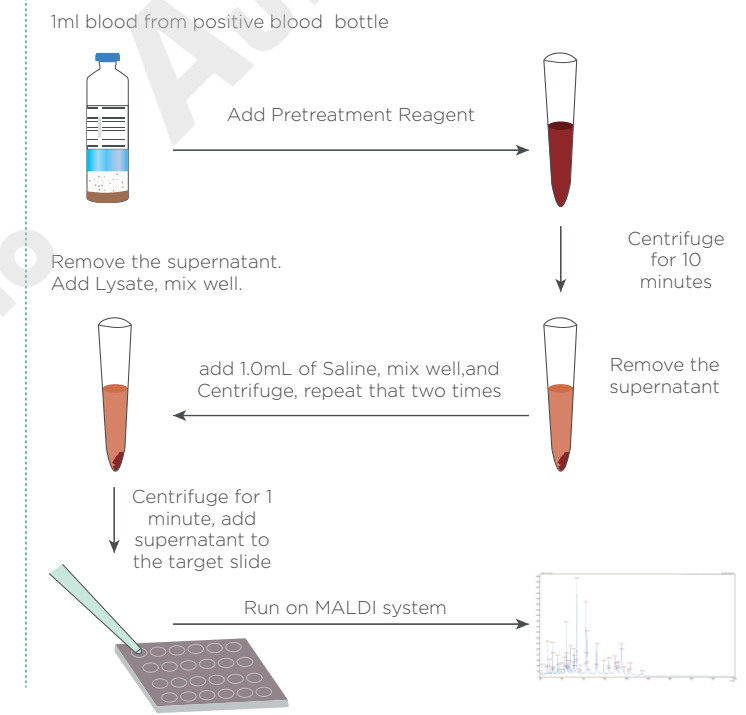 1ml blood from positive blood bottle
Add Pretreatment Reagent
Centrifuge
for 10
minutes
Remove the
supernatant
add 1.0mL of Saline, mix well,and
Centrifuge, repeat that two times
Remove the supernatant.
Add Lysate, mix well.
Centrifuge for 1
minute, add
supernatant to
the target slide
Run on MALDI system